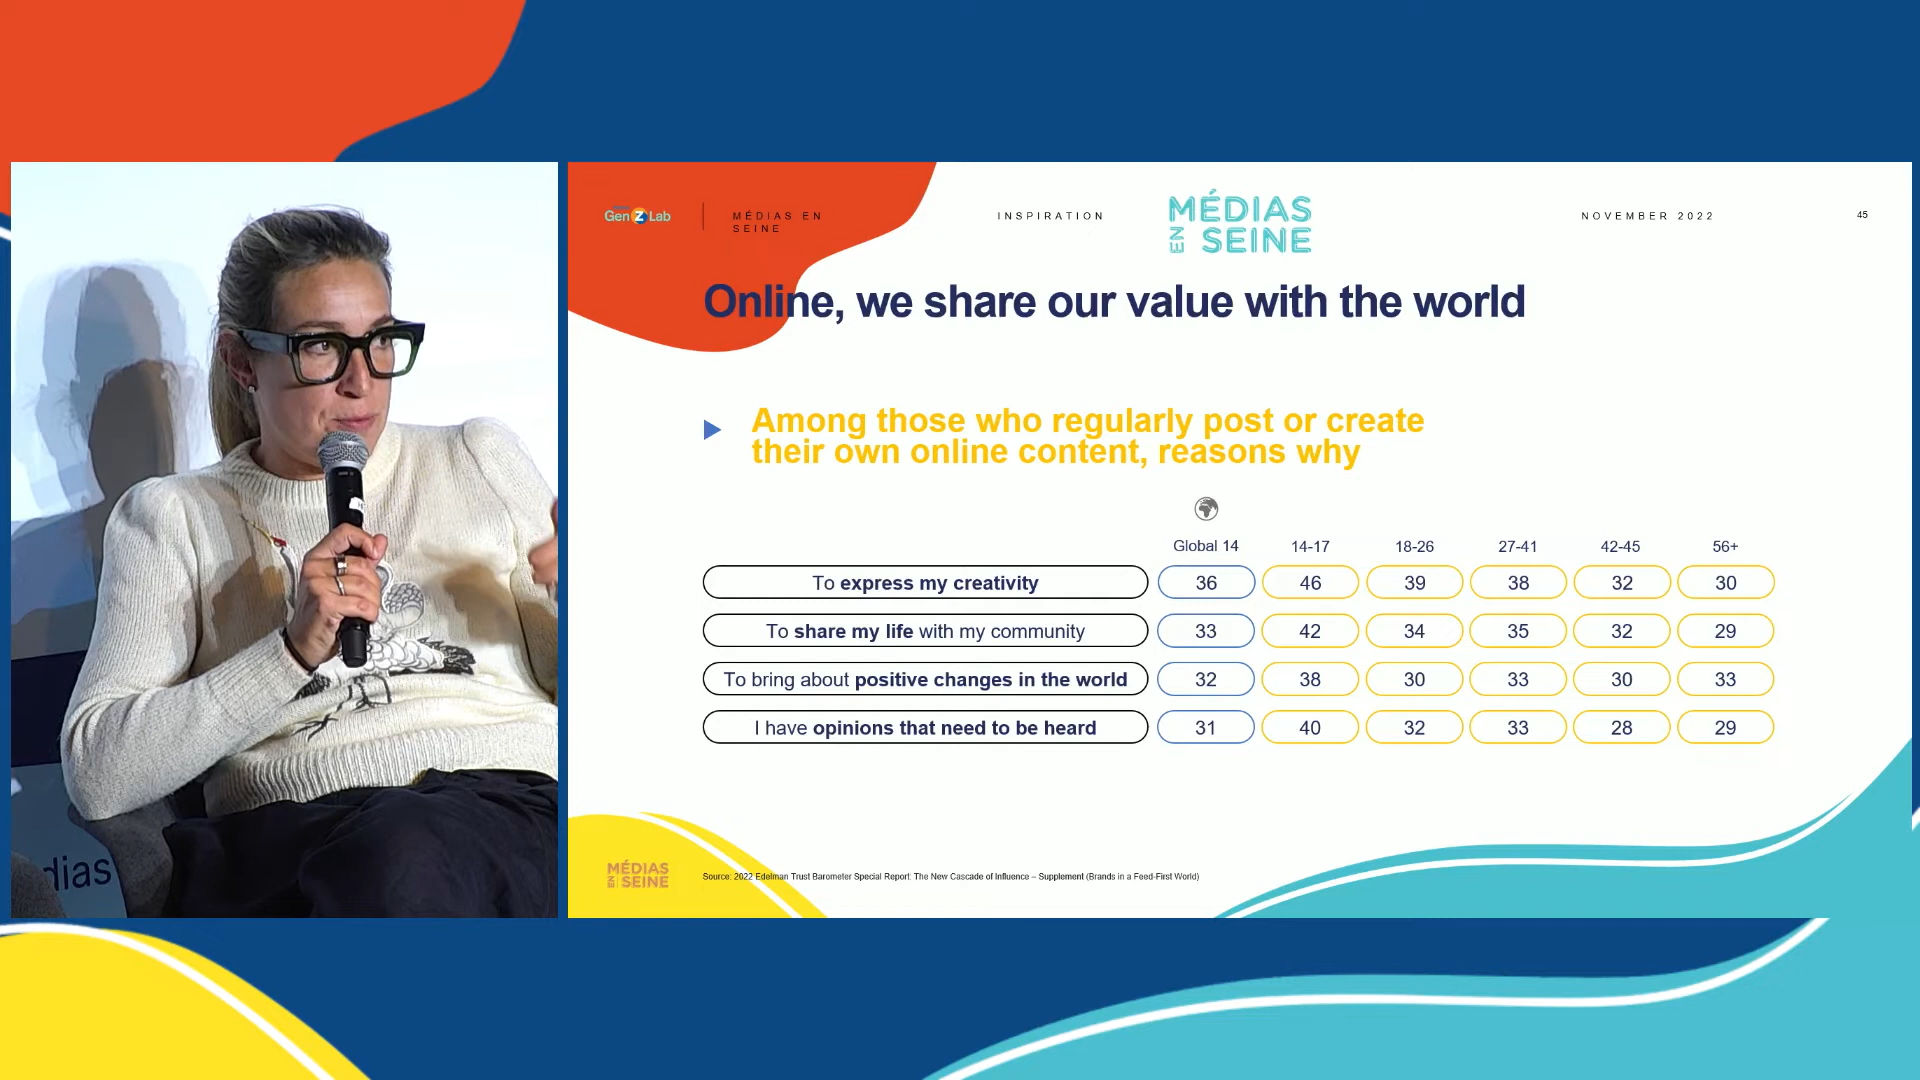 dias
Gen Z Lab
MÉDIAS EN
SEINE
INSPIRATION
MÉDIAS
EN SEINE
NOVEMBER 2022
45
Online, we share our value with the world
Among those who regularly post or create
their own online content, reasons why
Global 14 14-17 18-26 27-41 42-45 56+
To express my creativity 36 46 39 38 32 30
To share my life with my community 33 42 34 35 32 29
To bring about positive changes in the world 32 38 30 33 30 33
I have opinions that need to be heard 31 40 32 33 28 29
MÉDIAS
EN SEINE
Source: 2022 Edelman Trust Barometer Special Report: The New Cascade of Influence – Supplement (Brands in a Feed-First World)